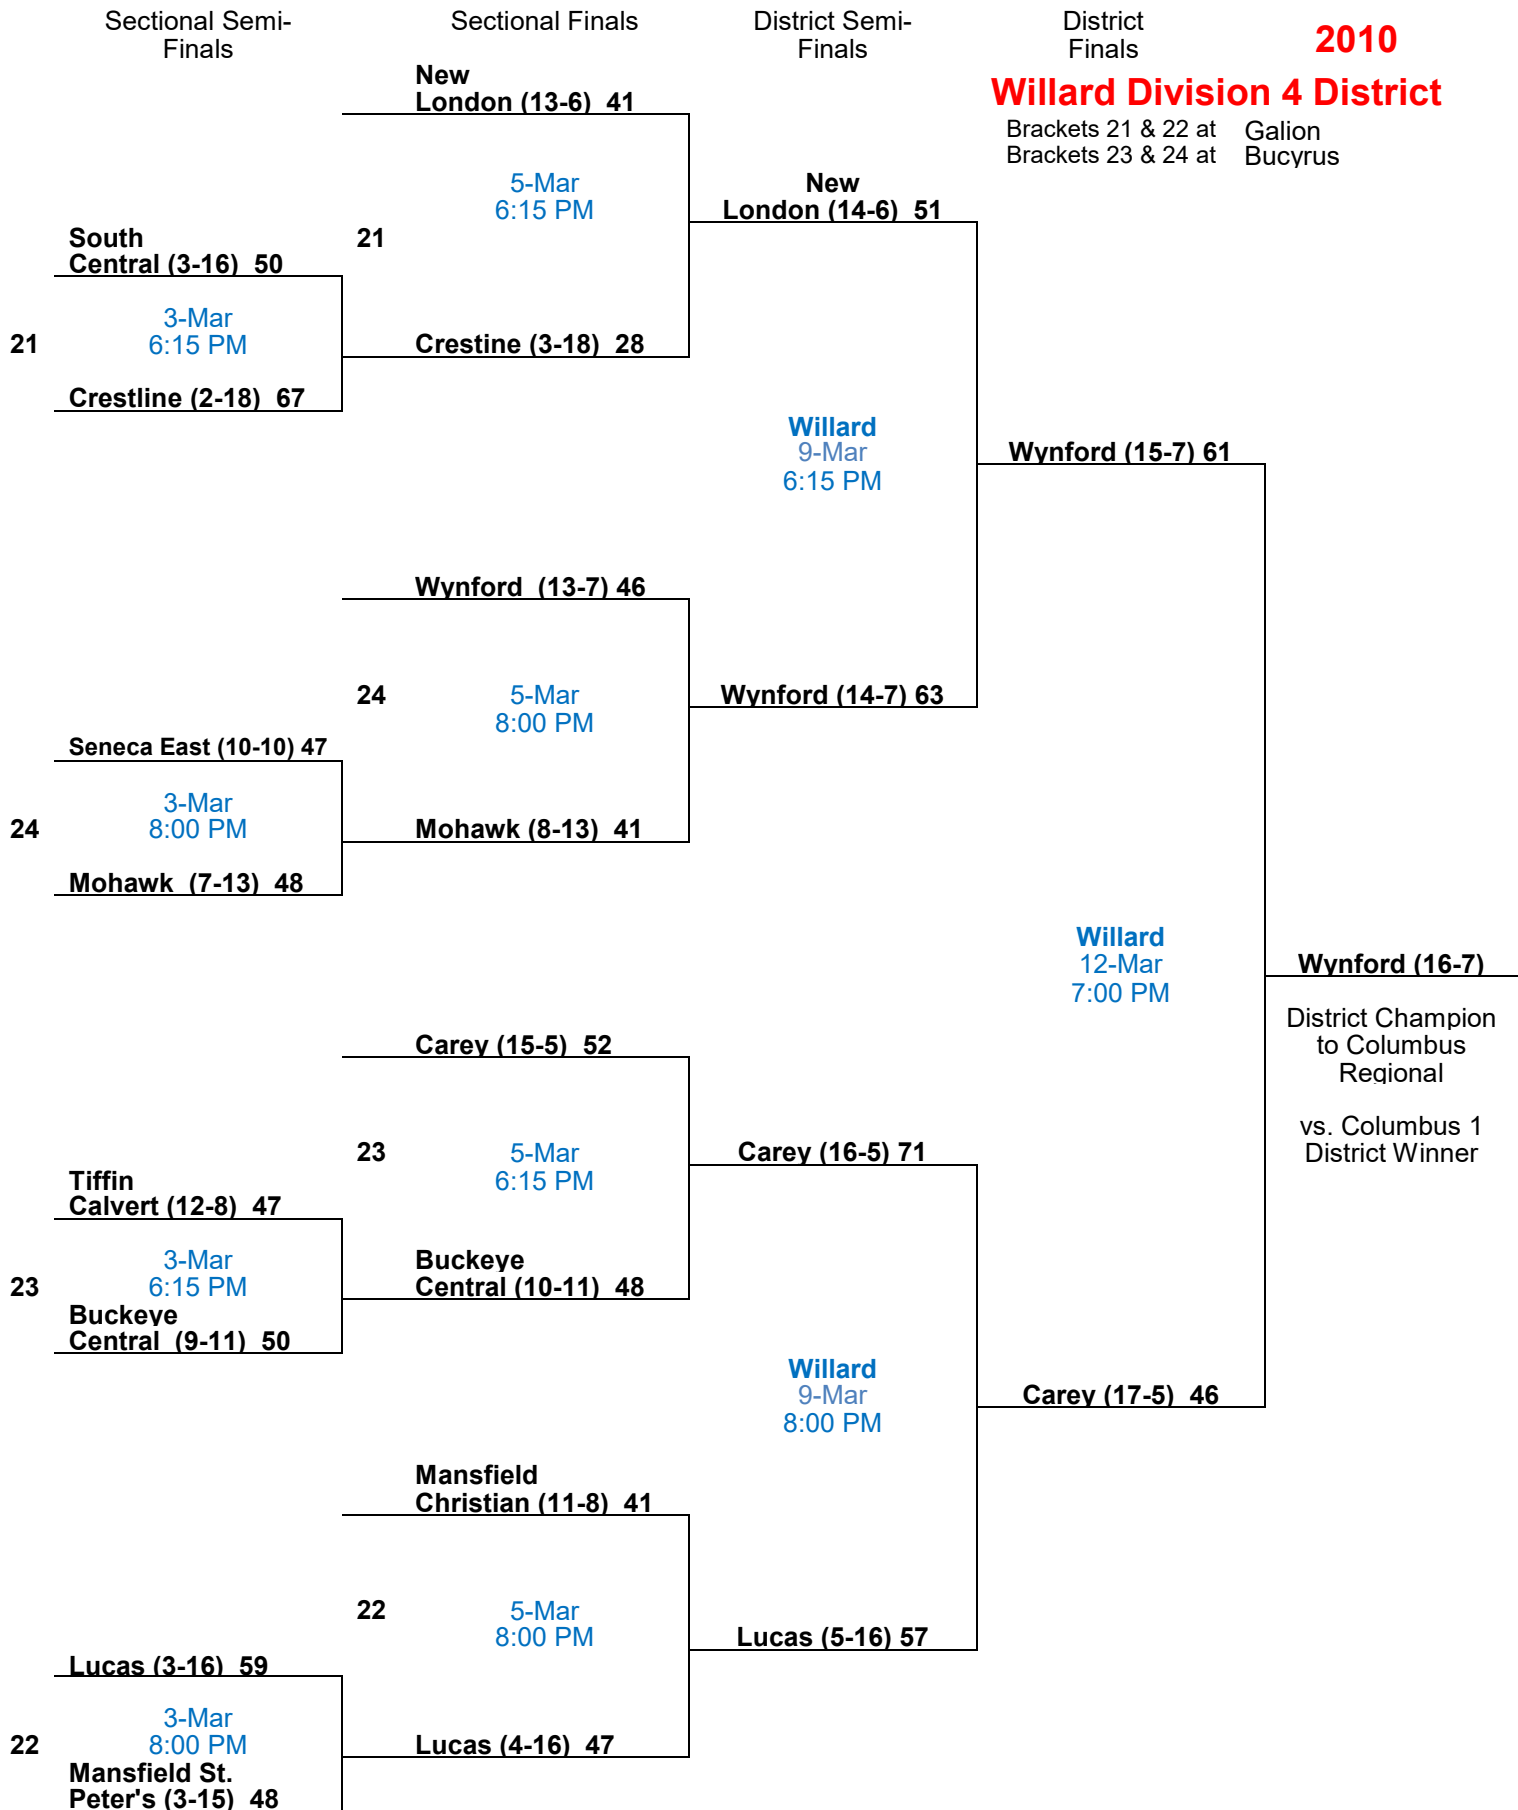 Sectional Semi-
Finals
Sectional Finals
District Semi-
Finals
District
Finals
2010
Willard Division 4 District
Brackets 21 & 22 at Galion
Brackets 23 & 24 at Bucyrus
New
London (13-6) 41
5-Mar
6:15 PM
21
New
London (14-6) 51
South
Central (3-16) 50
3-Mar
6:15 PM
21
Crestine (3-18) 28
Crestline (2-18) 67
Willard
9-Mar
6:15 PM
Wynford (15-7) 61
Wynford (13-7) 46
24
5-Mar
8:00 PM
Wynford (14-7) 63
Seneca East (10-10) 47
3-Mar
8:00 PM
24
Mohawk (8-13) 41
Mohawk (7-13) 48
Willard
12-Mar
7:00 PM
Wynford (16-7)
District Champion
to Columbus
Regional
vs. Columbus 1
District Winner
Carey (15-5) 52
23
5-Mar
6:15 PM
Carey (16-5) 71
Tiffin
Calvert (12-8) 47
3-Mar
6:15 PM
23
Buckeye
Central (10-11) 48
Buckeye
Central (9-11) 50
Willard
9-Mar
8:00 PM
Carey (17-5) 46
Mansfield
Christian (11-8) 41
22
5-Mar
8:00 PM
Lucas (5-16) 57
Lucas (3-16) 59
3-Mar
8:00 PM
22
Lucas (4-16) 47
Mansfield St.
Peter's (3-15) 48